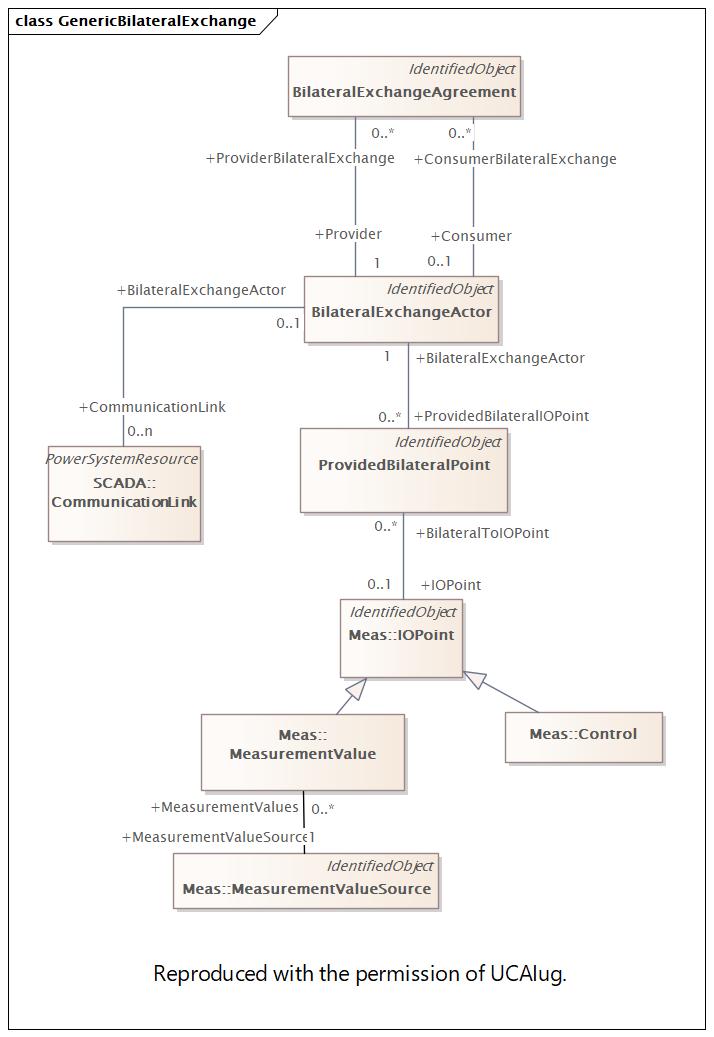 class GenericBilateralExchange
IdentifiedObject
BilateralExchangeAgreement
0..*
0..*
+ProviderBilateralExchange
+ConsumerBilateralExchange
+Provider
+Consumer
1
0..1
+BilateralExchangeActor
IdentifiedObject
BilateralExchangeActor
0..1
1
+BilateralExchangeActor
+CommunicationLink
0..n
0..*
+ProvidedBilateralIOPoint
PowerSystemResource
SCADA::
CommunicationLink
IdentifiedObject
ProvidedBilateralPoint
0..*
+BilateralToIOPoint
0..1
+IOPoint
IdentifiedObject
Meas::IOPoint
Meas::
MeasurementValue
Meas::Control
+MeasurementValues
0..*
+MeasurementValueSource
1
IdentifiedObject
Meas::MeasurementValueSource
Reproduced with the permission of UCAIug.